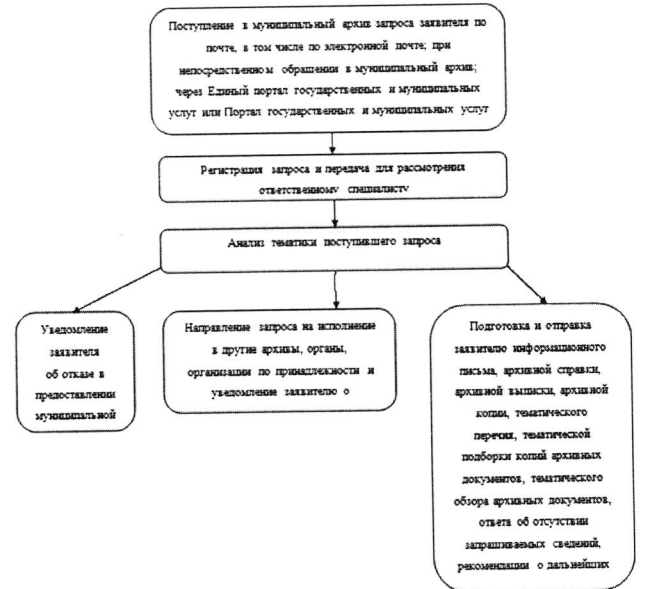 Поступление в муниципальный архив запроса заявителя по
почте, в том числе по электронной почте; при
непосредственном обращении в муниципальный архив;
через Единый портал государственных и муниципальных
услуг или Портал государственных и муниципальных услуг
Регистрация запроса и передача для рассмотрения
ответственному специалисту
Анализ тематики поступившего запроса
Уведомление
заявителя
об отказе в
предоставлении
муниципальной
Направление запроса на исполнение
в другие архивы, органы,
организации по принадлежности и
уведомление заявителю о
Подготовка и отправка
заявителю информационного
письма, архивной справки,
архивной выписки, архивной
копии, тематического
перечня, тематической
подборки копий архивных
документов, тематического
обзора архивных документов,
ответа об отсутствии
запрашиваемых сведений,
рекомендации о дальнейших